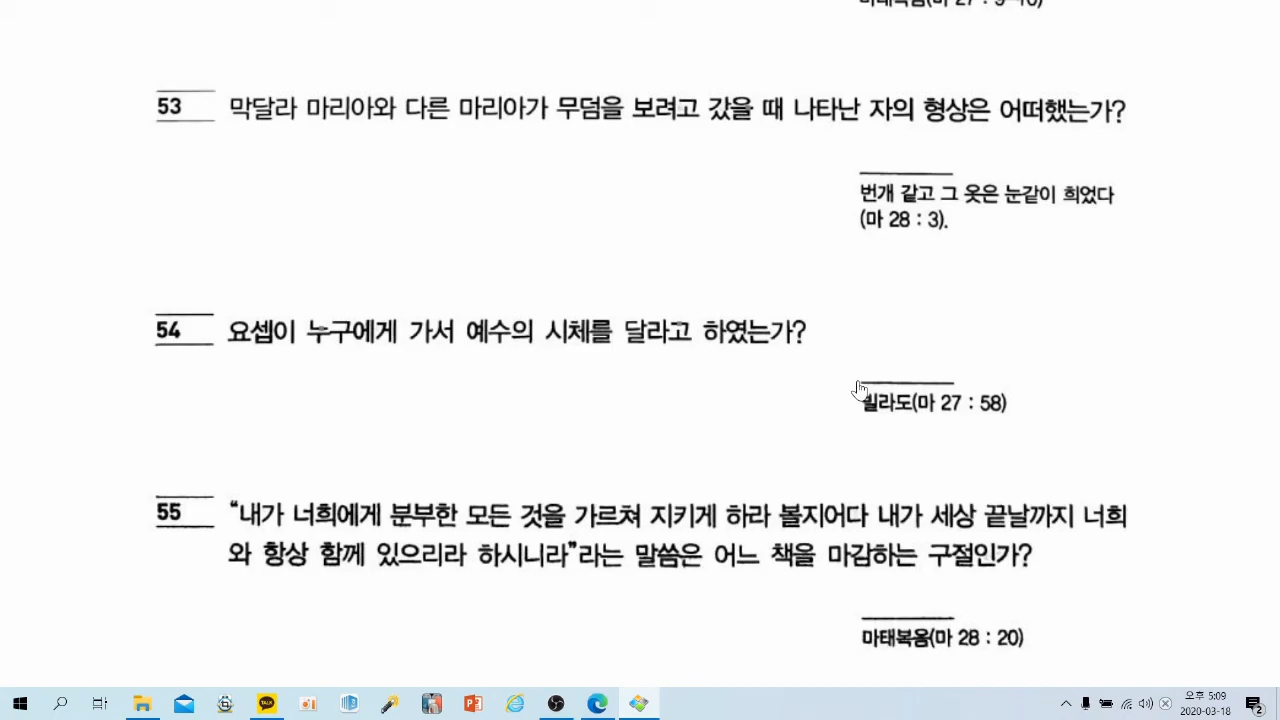 53 막달라 마리아와 다른 마리아가 무덤을 보려고 갔을 때 나타난 자의 형상은 어떠했는가?
번개 같고 그 옷은 눈같이 희었다
(마 28 : 3).
54 요셉이 누구에게 가서 예수의 시체를 달라고 하였는가?
빌라도(마 27 : 58)
55 “내가 너희에게 분부한 모든 것을 가르쳐 지키게 하라 볼지어다 내가 세상 끝날까지 너희
와 항상 함께 있으리라 하시니라”라는 말씀은 어느 책을 마감하는 구절인가?
마태복음(마 28 : 20)
TALK
오후 5:09
2020-03-18
2